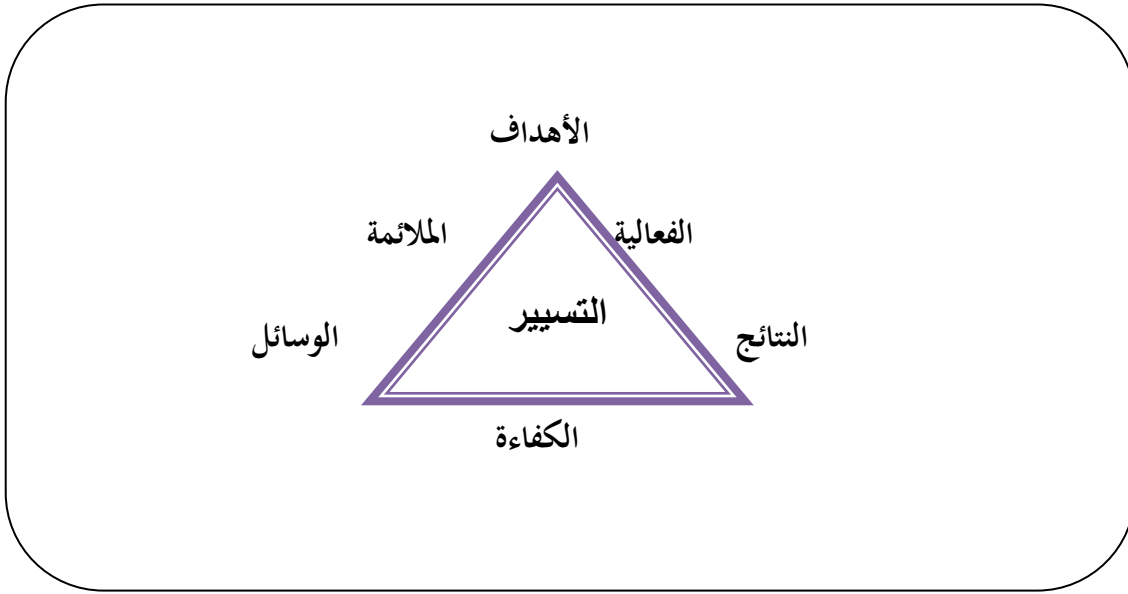 الأهداف
الفعالية
الملائمة
التسيير
النتائج
الوسائل
الكفاءة